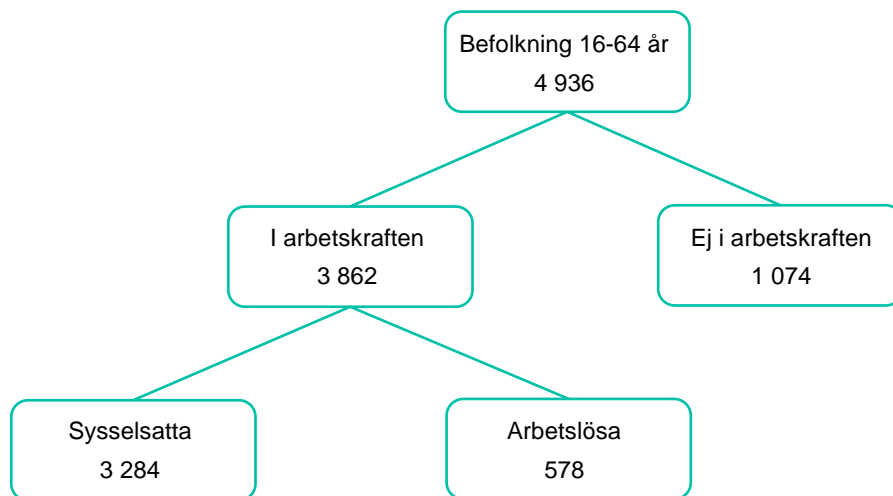 Befolkning 16-64 år
4 936
I arbetskraften
3 862
Ej i arbetskraften
1 074
Sysselsatta
3 284
Arbetslösa
578